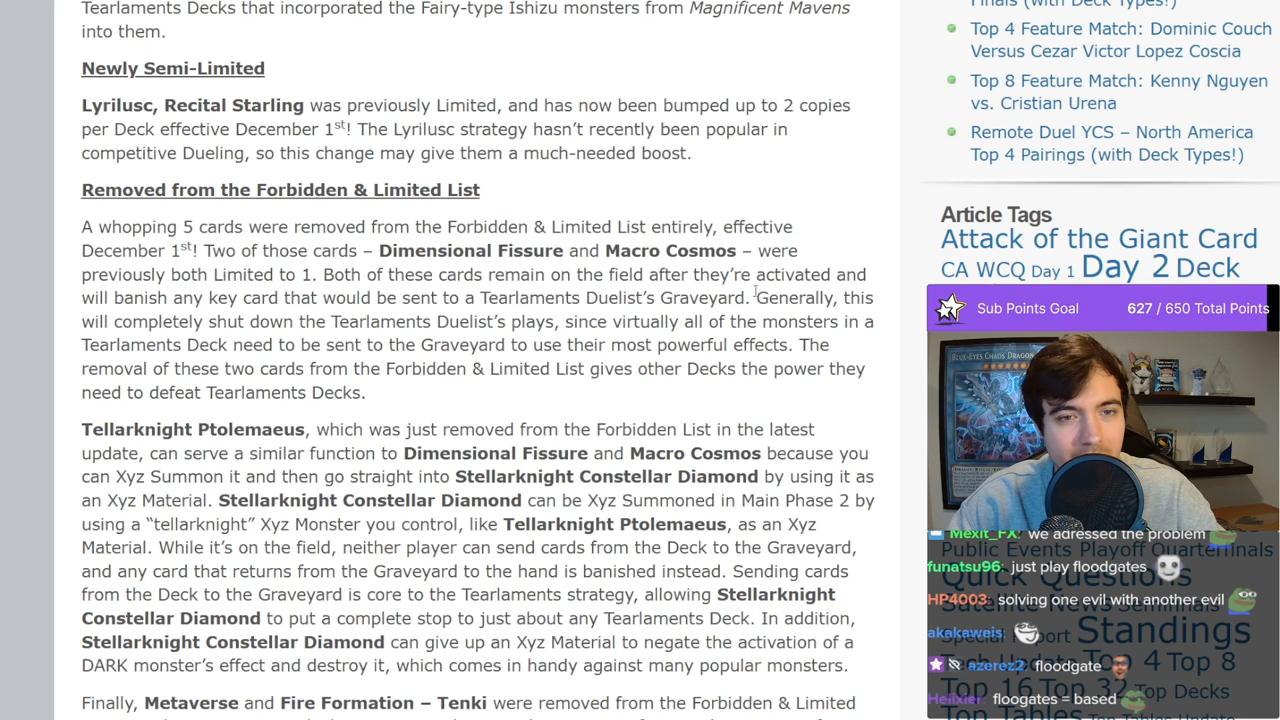 Tearlaments Decks that incorporated the Fairy-type Ishizu monsters from Magnificent Mavens
into them.
Newly Semi-Limited
Lyrilusc, Recital Starling was previously Limited, and has now been bumped up to 2 copies
per Deck effective December 1st! The Lyrilusc strategy hasn't recently been popular in
competitive Dueling, so this change may give them a much-needed boost.
Removed from the Forbidden & Limited List
A whopping 5 cards were removed from the Forbidden & Limited List entirely, effective
December 1st! Two of those cards – Dimensional Fissure and Macro Cosmos – were
previously both Limited to 1. Both of these cards remain on the field after they're activated and
will banish any key card that would be sent to a Tearlaments Duelist's Graveyard. Generally, this
will completely shut down the Tearlaments Duelist's plays, since virtually all of the monsters in a
Tearlaments Deck need to be sent to the Graveyard to use their most powerful effects. The
removal of these two cards from the Forbidden & Limited List gives other Decks the power they
need to defeat Tearlaments Decks.
Tellarknight Ptolemaeus, which was just removed from the Forbidden List in the latest
update, can serve a similar function to Dimensional Fissure and Macro Cosmos because you
can Xyz Summon it and then go straight into Stellarknight Constellar Diamond by using it as
an Xyz Material. Stellarknight Constellar Diamond can be Xyz Summoned in Main Phase 2 by
using a "tellarknight" Xyz Monster you control, like Tellarknight Ptolemaeus, as an Xyz
Material. While it's on the field, neither player can send cards from the Deck to the Graveyard,
and any card that returns from the Graveyard to the hand is banished instead. Sending cards
from the Deck to the Graveyard is core to the Tearlaments strategy, allowing Stellarknight
Constellar Diamond to put a complete stop to just about any Tearlaments Deck. In addition,
Stellarknight Constellar Diamond can give up an Xyz Material to negate the activation of a
DARK monster's effect and destroy it, which comes in handy against many popular monsters.
Finally, Metaverse and Fire Formation – Tenki were removed from the Forbidden & Limited
Finals (with Deck Types!)
Top 4 Feature Match: Dominic Couch
Versus Cezar Victor Lopez Coscia
Top 8 Feature Match: Kenny Nguyen
vs. Cristian Urena
Remote Duel YCS – North America
Top 4 Pairings (with Deck Types!)
Article Tags
Attack of the Giant Card
CA WCQ Day 1 Day 2 Deck
Sub Points Goal 627 / 650 Total Points
BLUE-EYES CHAOS DRAGON
Mexit_FX: we adressed the problem
Public Events Playoff Quarterfinals
funatsu96: just play floodgates
Quick Questions
HP4003: solving one evil with another evil
Satellite News Semifinals
akakaweis:
Special Report Standings
azerez2: floodgate
Tech Update Top 4 Top 8
Helixier: floogates = based
Top 16 Top 32 Top Decks
Top Tables Top Tables Update